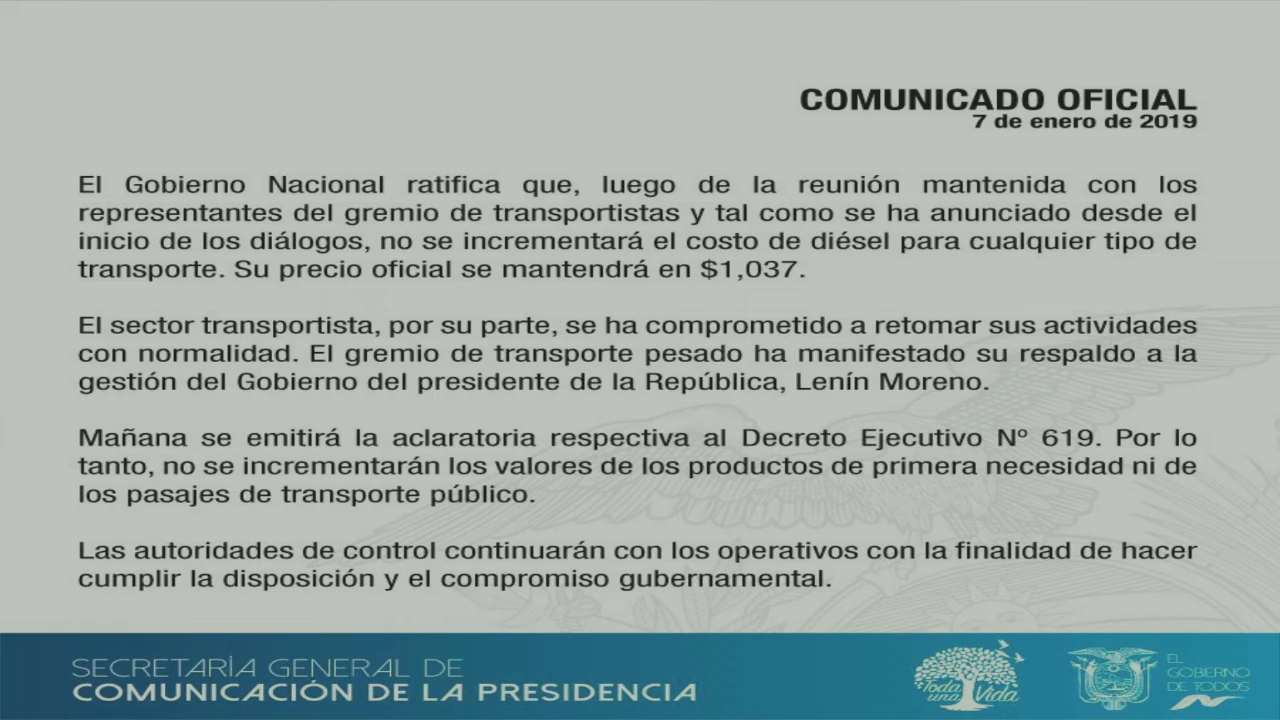 COMUNICADO OFICIAL
7 de enero de 2019
El Gobierno Nacional ratifica que, luego de la reunión mantenida con los
representantes del gremio de transportistas y tal como se ha anunciado desde el
inicio de los diálogos, no se incrementará el costo de diésel para cualquier tipo de
transporte. Su precio oficial se mantendrá en $1,037.
El sector transportista, por su parte, se ha comprometido a retomar sus actividades
con normalidad. El gremio de transporte pesado ha manifestado su respaldo a la
gestión del Gobierno del presidente de la República, Lenín Moreno.
Mañana se emitirá la aclaratoria respectiva al Decreto Ejecutivo Nº 619. Por lo
tanto, no se incrementarán los valores de los productos de primera necesidad ni de
los pasajes de transporte público.
Las autoridades de control continuarán con los operativos con la finalidad de hacer
cumplir la disposición y el compromiso gubernamental.
SECRETARÍA GENERAL DE
COMUNICACIÓN DE LA PRESIDENCIA
Toda
una Vida
EL
GOBIERNO
DE TODOS